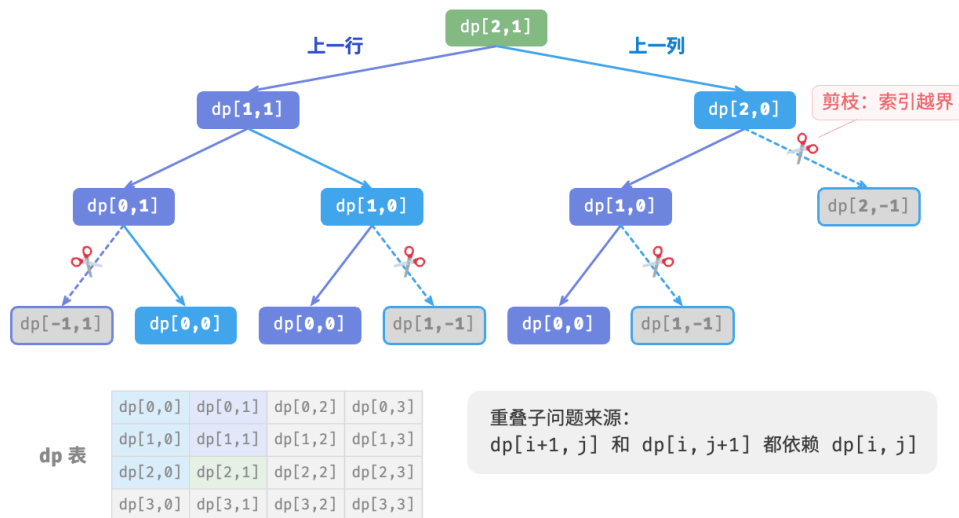 dp[2,1]
上一行
上一列
dp[1,1]
dp[2,0]
剪枝：索引越界
dp[0,1]
dp[1,0]
dp[1,0]
dp[2,-1]
dp[-1,1]
dp[0,0]
dp[0,0]
dp[1,-1]
dp[0,0]
dp[1,-1]
dp 表
dp[0,0] dp[0,1] dp[0,2] dp[0,3]
dp[1,0] dp[1,1] dp[1,2] dp[1,3]
dp[2,0] dp[2,1] dp[2,2] dp[2,3]
dp[3,0] dp[3,1] dp[3,2] dp[3,3]
重叠子问题来源：
dp[i+1,j] 和 dp[i,j+1] 都依赖 dp[i,j]